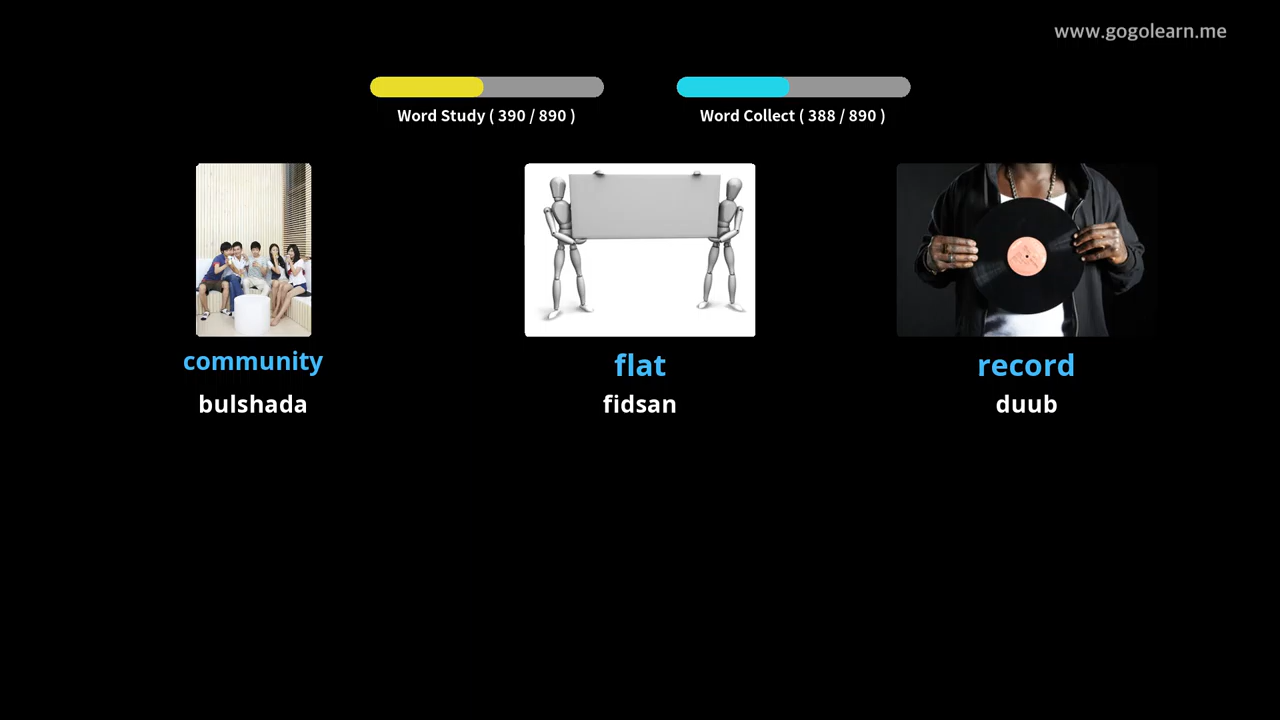 www.gogolearn.me
Word Study ( 390 / 890 )
Word Collect ( 388 / 890 )
community
flat
record
bulshada
fidsan
duub